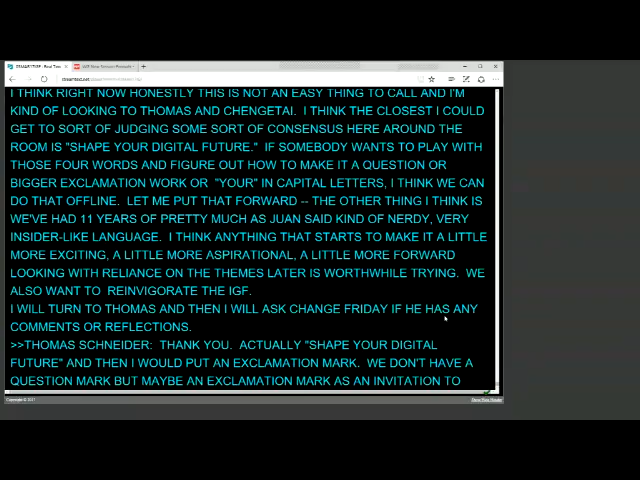 I THINK RIGHT NOW HONESTLY THIS IS NOT AN EASY THING TO CALL AND I'M
KIND OF LOOKING TO THOMAS AND CHENGETAI. I THINK THE CLOSEST I COULD
GET TO SORT OF JUDGING SOME SORT OF CONSENSUS HERE AROUND THE
ROOM IS "SHAPE YOUR DIGITAL FUTURE." IF SOMEBODY WANTS TO PLAY WITH
THOSE FOUR WORDS AND FIGURE OUT HOW TO MAKE IT A QUESTION OR
BIGGER EXCLAMATION WORK OR "YOUR" IN CAPITAL LETTERS, I THINK WE CAN
DO THAT OFFLINE. LET ME PUT THAT FORWARD -- THE OTHER THING I THINK IS
WE'VE HAD 11 YEARS OF PRETTY MUCH AS JUAN SAID KIND OF NERDY, VERY
INSIDER-LIKE LANGUAGE. I THINK ANYTHING THAT STARTS TO MAKE IT A LITTLE
MORE EXCITING, A LITTLE MORE ASPIRATIONAL, A LITTLE MORE FORWARD
LOOKING WITH RELIANCE ON THE THEMES LATER IS WORTHWHILE TRYING. WE
ALSO WANT TO REINVIGORATE THE IGF.
I WILL TURN TO THOMAS AND THEN I WILL ASK CHANGE FRIDAY IF HE HAS ANY
COMMENTS OR REFLECTIONS.
>>THOMAS SCHNEIDER: THANK YOU. ACTUALLY "SHAPE YOUR DIGITAL
FUTURE" AND THEN I WOULD PUT AN EXCLAMATION MARK. WE DON'T HAVE A
QUESTION MARK BUT MAYBE AN EXCLAMATION MARK AS AN INVITATION TO